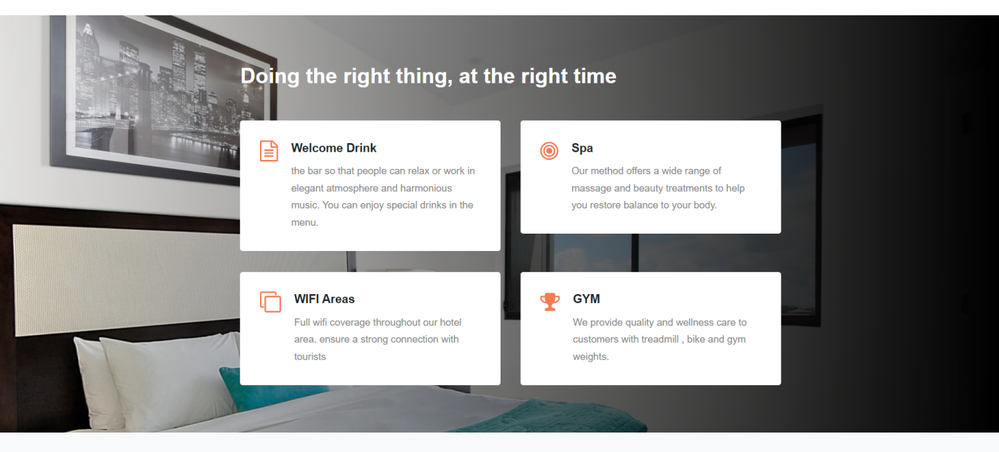 Doing the right thing, at the right time
Welcome Drink
the bar so that people can relax or work in
elegant atmosphere and harmonious
music. You can enjoy special drinks in the
menu.
Spa
Our method offers a wide range of
massage and beauty treatments to help
you restore balance to your body.
WIFI Areas
Full wifi coverage throughout our hotel
area. ensure a strong connection with
tourists
GYM
We provide quality and wellness care to
customers with treadmill , bike and gym
weights.